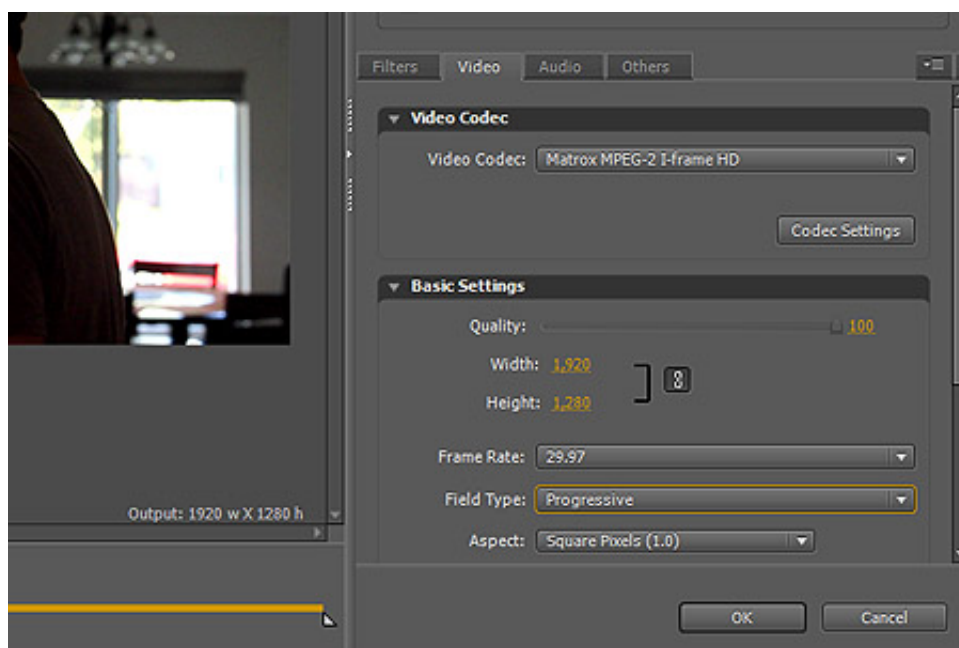 Filters Video Audio Others
Video Codec
Video Codec: Matrox MPEG-2 I-frame HD
Codec Settings
Basic Settings
Quality: 100
Width: 1,920
Height: 1,280
Frame Rate: 29.97
Field Type: Progressive
Output: 1920 w X 1280 h
Aspect: Square Pixels (1.0)
OK Cancel